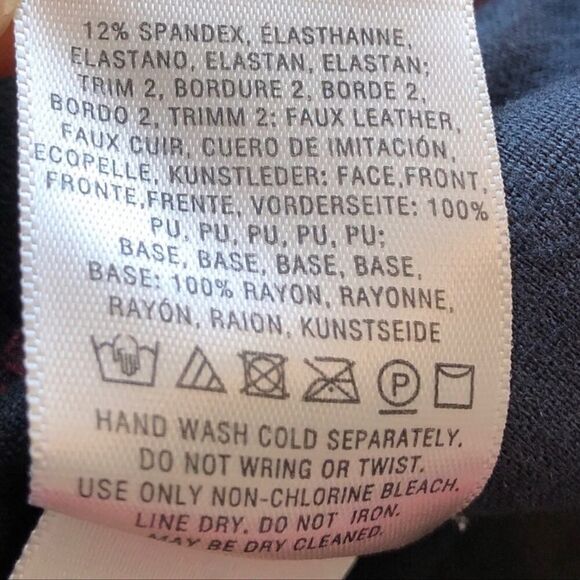 12% SPANDEX, ÉLASTHANNE,
ELASTANO, ELASTAN, ELASTAN;
TRIM 2, BORDURE 2, BORDE 2,
BORDO 2, TRIMM 2: FAUX LEATHER,
FAUX CUIR, CUERO DE IMITACIÓN,
ECOPELLE, KUNSTLEDER: FACE,FRONT,
FRONTE,FRENTE, VORDERSEITE: 100%
PU, PU, PU, PU, PU;
BASE, BASE, BASE, BASE,
BASE: 100% RAYON, RAYONNE,
RAYÓN, RAION, KUNSTSEIDE
P
HAND WASH COLD SEPARATELY.
DO NOT WRING OR TWIST.
USE ONLY NON-CHLORINE BLEACH.
LINE DRY. DO NOT IRON.
MAY BE DRY CLEANED.